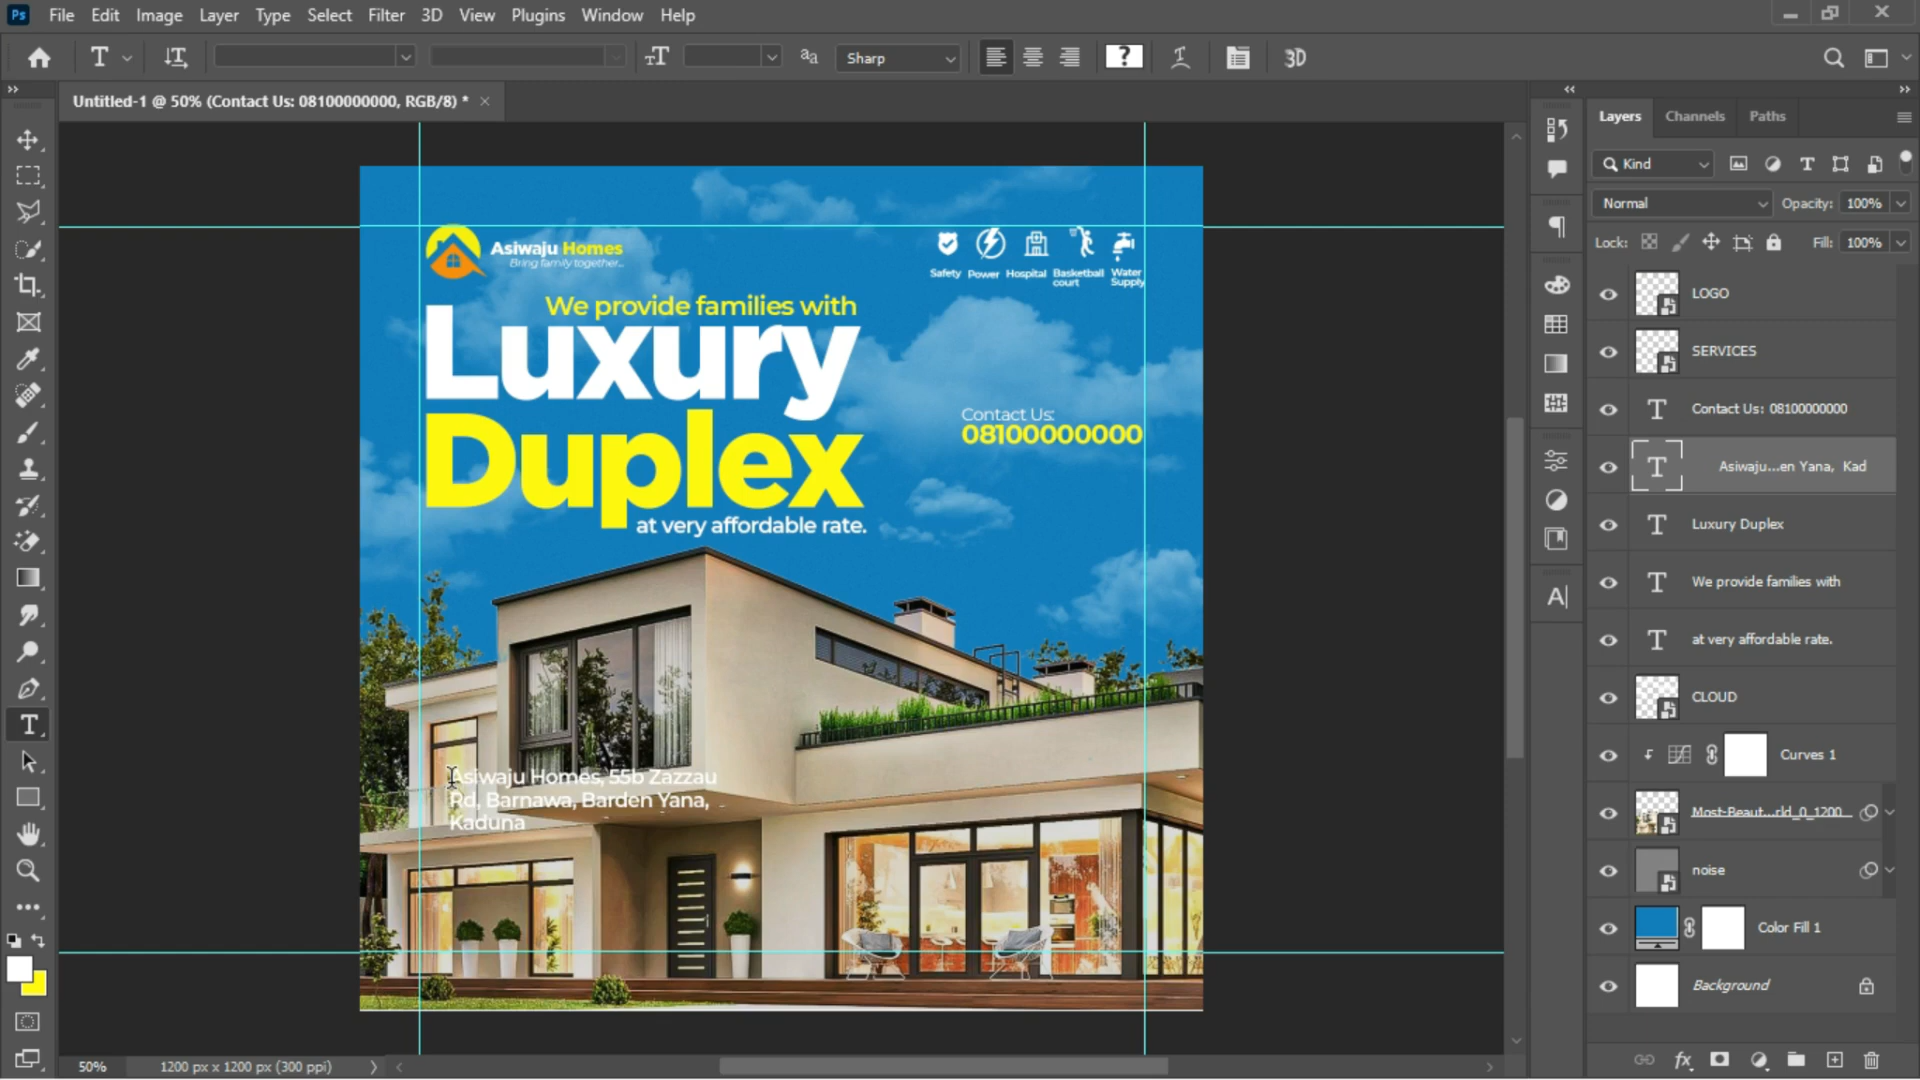 Ps File Edit Image Layer Type Select Filter 3D View Plugins Window Help
T Sharp ? 3D
Untitled-1 @ 50% (Contact Us: 08100000000, RGB/8) *
Asiwaju Homes
Bring family together...
Safety Power Hospital Basketball court Water Supply
We provide families with
Luxury
Duplex
at very affordable rate.
Contact Us:
08100000000
Asiwaju Homes, 55b Zazzau
Rd, Barnawa, Barden Yana,
Kaduna
50% 1200 px x 1200 px (300 ppi)
Layers Channels Paths
Kind
Normal Opacity: 100%
Lock: Fill: 100%
LOGO
SERVICES
Contact Us: 08100000000
Asiwaju...en Yana, Kad
Luxury Duplex
We provide families with
at very affordable rate.
CLOUD
Curves 1
Most-Beaut...rld_0_1200...
noise
Color Fill 1
Background